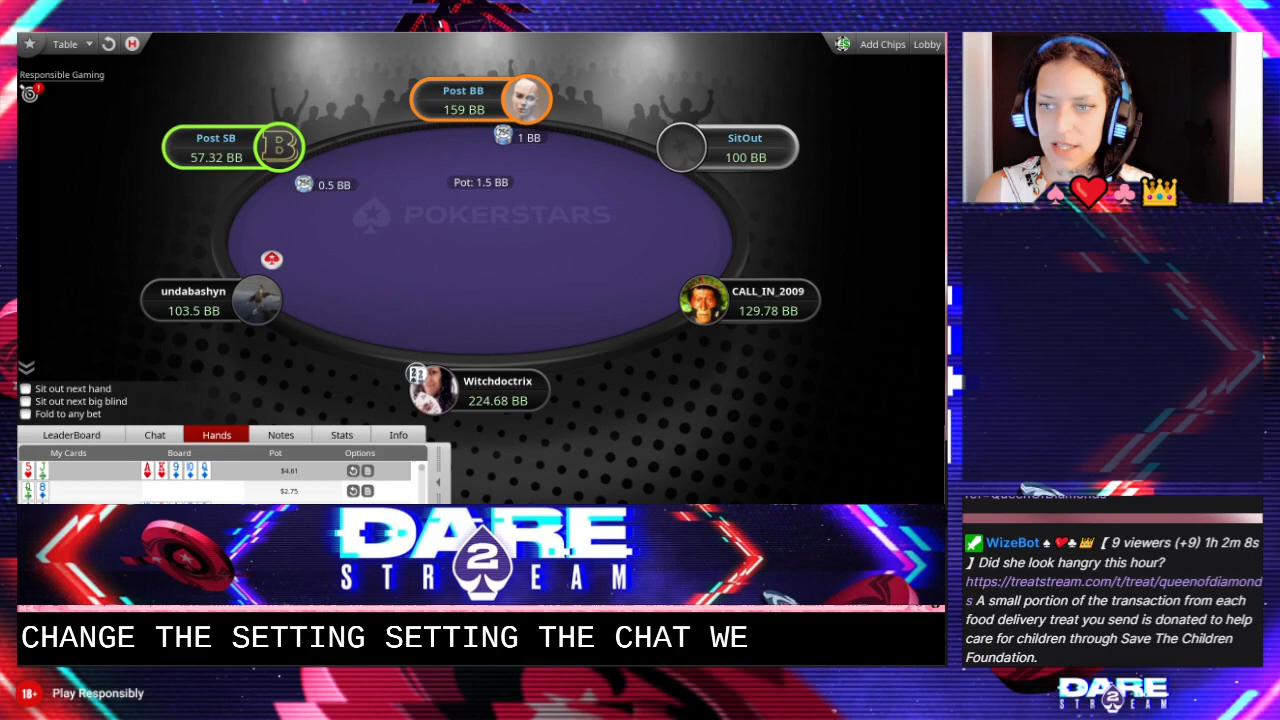 Table
Add Chips
Lobby
Responsible Gaming
Post BB
159 BB
Post SB
57.32 BB
B
SitOut
100 BB
1 BB
0.5 BB
Pot: 1.5 BB
POKERSTARS
undabashyn
103.5 BB
CALL_IN_2009
129.78 BB
Witchdoctrix
224.68 BB
Sit out next hand
Sit out next big blind
Fold to any bet
LeaderBoard
Chat
Hands
Notes
Stats
Info
My Cards
Board
Pot
Options
5 J
A K 9 10 Q
$4.61
Q 8
$2.75
DARE
2
STREAM
CHANGE THE SETTING SETTING THE CHAT WE
WizeBot [ 9 viewers (+9) 1h 2m 8s
] Did she look hangry this hour?
https://treatstream.com/t/treat/queenofdiamond
s A small portion of the transaction from each
food delivery treat you send is donated to help
care for children through Save The Children
Foundation.
18+
Play Responsibly
DARE
2
STREAM